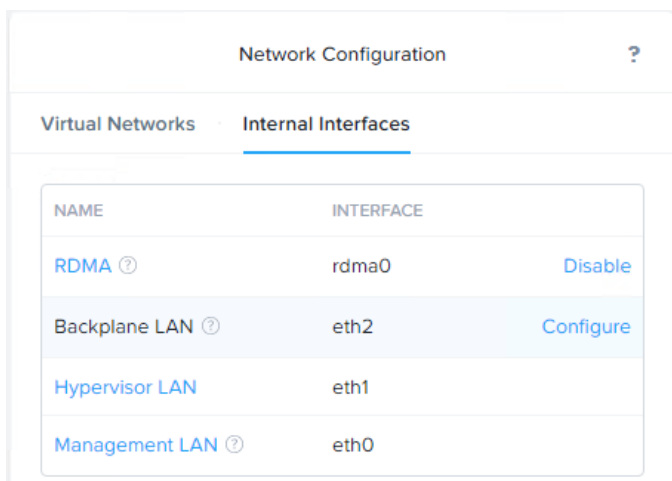 Network Configuration ?
Virtual Networks · Internal Interfaces
NAME INTERFACE
RDMA ? rdma0 Disable
Backplane LAN ? eth2 Configure
Hypervisor LAN eth1
Management LAN ? eth0